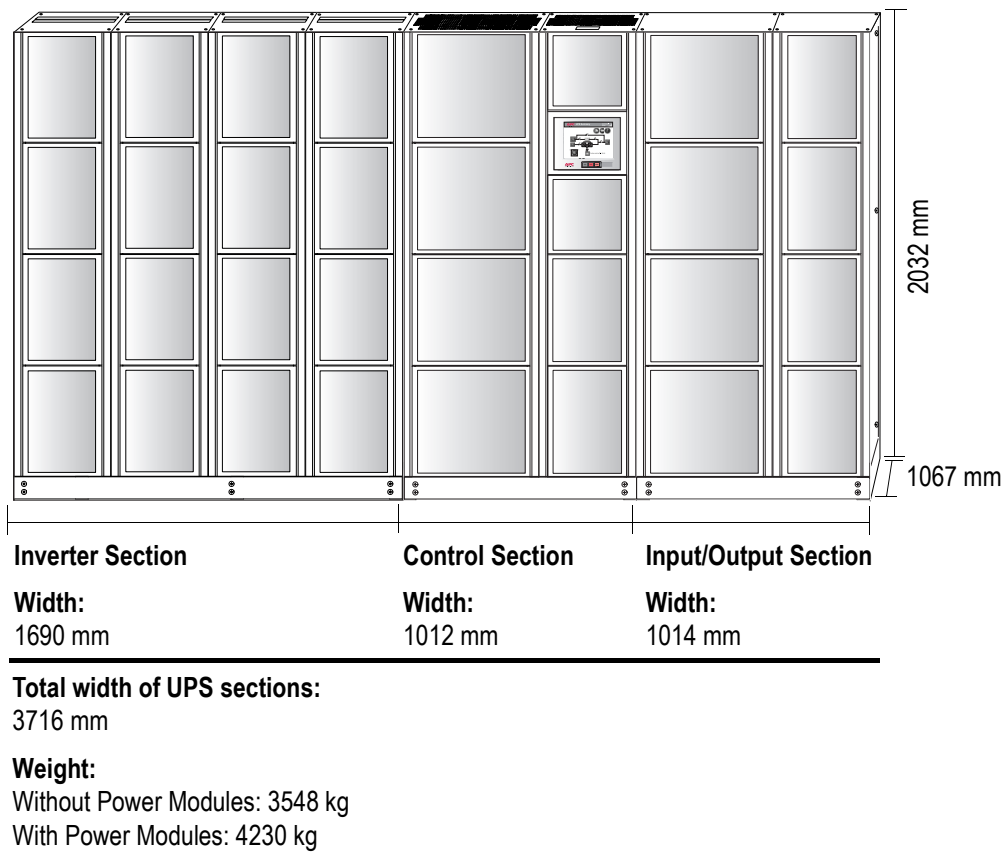 2032 mm
1067 mm
Inverter Section
Control Section
Input/Output Section
Width:
Width:
Width:
1690 mm
1012 mm
1014 mm
Total width of UPS sections:
3716 mm
Weight:
Without Power Modules: 3548 kg
With Power Modules: 4230 kg